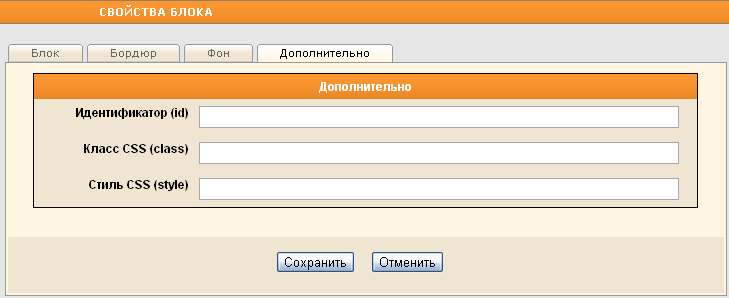 СВОЙСТВА БЛОКА
Блок Бордюр Фон Дополнительно
Дополнительно
Идентификатор (id)
Класс CSS (class)
Стиль CSS (style)
Сохранить Отменить